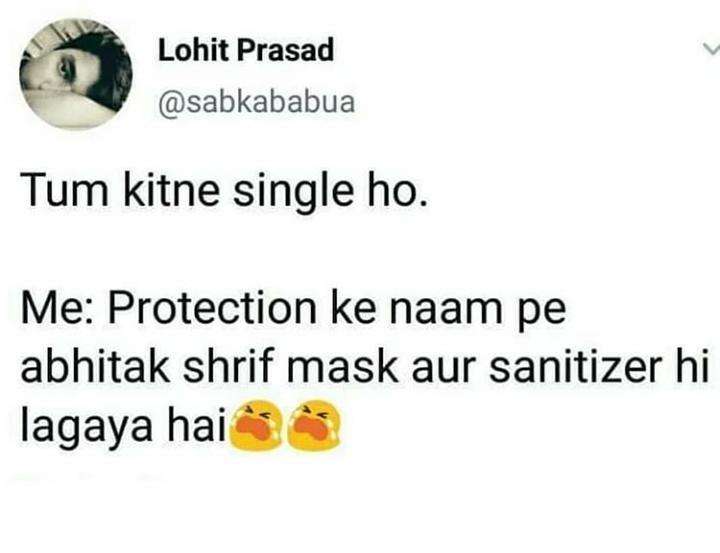 Lohit Prasad
@sabkababua
Tum kitne single ho.
Me: Protection ke naam pe
abhitak shrif mask aur sanitizer hi
lagaya hai😭😭